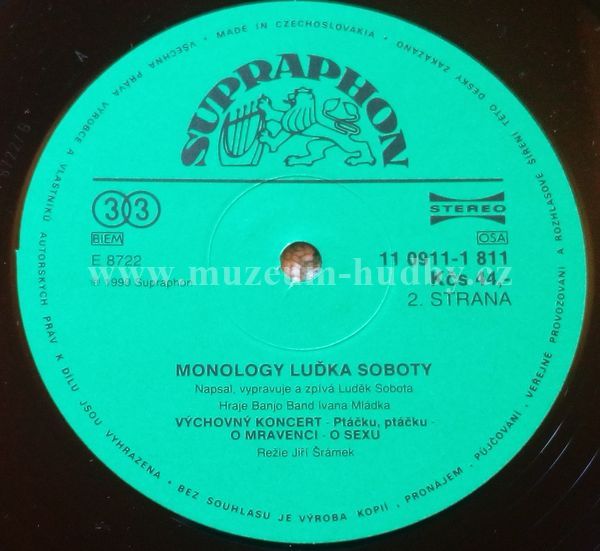 VŠECHNA PRÁVA VÝROBCE A VLASTNÍKŮ AUTORSKÝCH PRÁV K DÍLU JSOU VYHRAZENA • BEZ SOUHLASU JE VÝROBA KOPIÍ, PRONÁJEM, PŮJČOVÁNÍ, VEŘEJNÉ PROVOZOVÁNÍ A ROZHLASOVÉ ŠÍŘENÍ TÉTO DESKY ZAKÁZÁNO • MADE IN CZECHOSLOVAKIA •
SUPRAPHON
33
STEREO
BIEM
OSA
E 8722
11 0911-1 811
www.muzeum-hudby.cz
℗ 1990 Supraphon
Kčs 44,-
2. STRANA
MONOLOGY LUĎKA SOBOTY
Napsal, vypravuje a zpívá Luděk Sobota
Hraje Banjo Band Ivana Mládka
VÝCHOVNÝ KONCERT - Ptáčku, ptáčku -
O MRAVENCI - O SEXU
Režie Jiří Šrámek